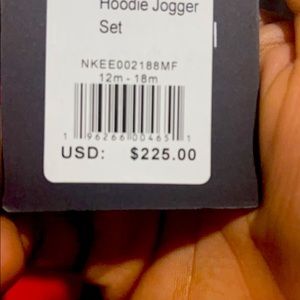 Hoodie Jogger
Set
NKEE002188MF
12m - 18m
1 96266 00465 1
USD: $225.00